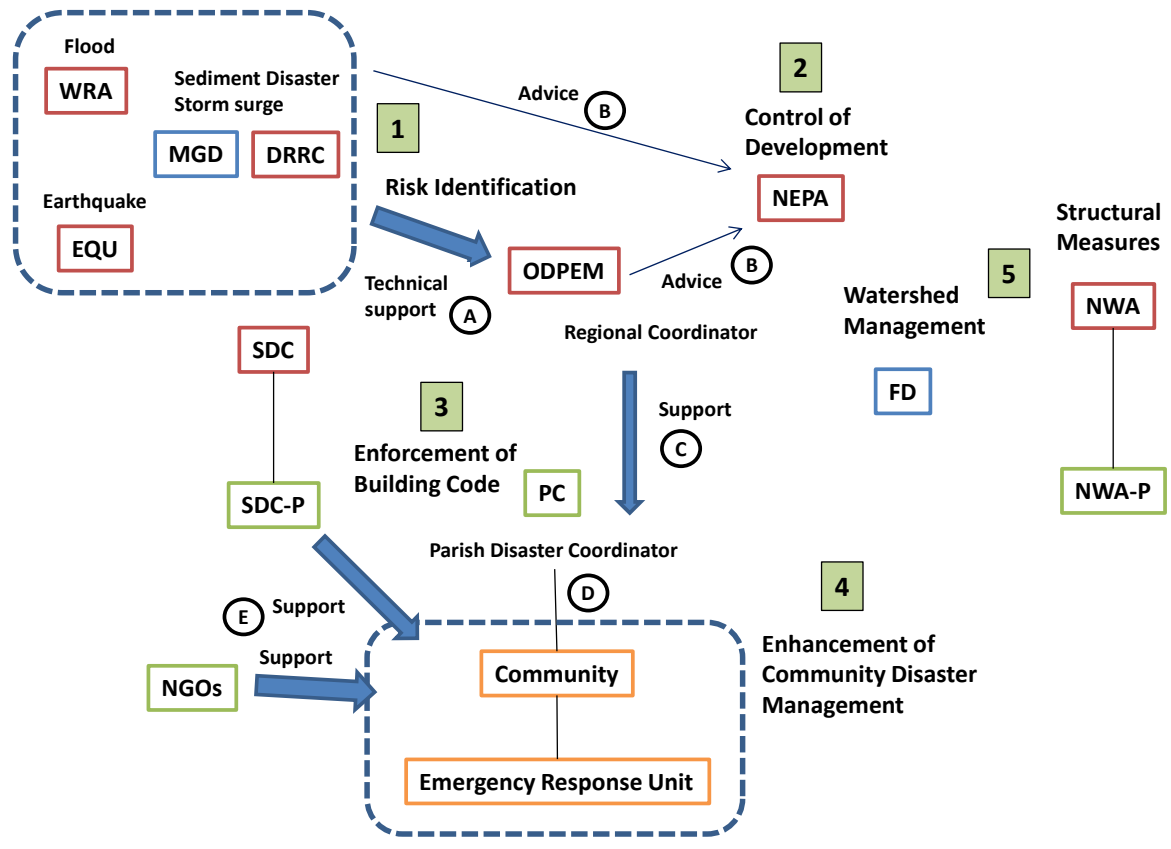 Flood
WRA
Sediment Disaster
Storm surge
MGD
DRRC
Earthquake
EQU
1
Risk Identification
Advice
B
2
Control of
Development
NEPA
Technical
support
A
ODPEM
Advice
B
Regional Coordinator
5
Structural
Measures
Watershed
Management
NWA
FD
NWA-P
SDC
SDC-P
3
Enforcement of
Building Code
PC
Support
C
Parish Disaster Coordinator
D
4
Enhancement of
Community Disaster
Management
E
Support
Support
NGOs
Community
Emergency Response Unit